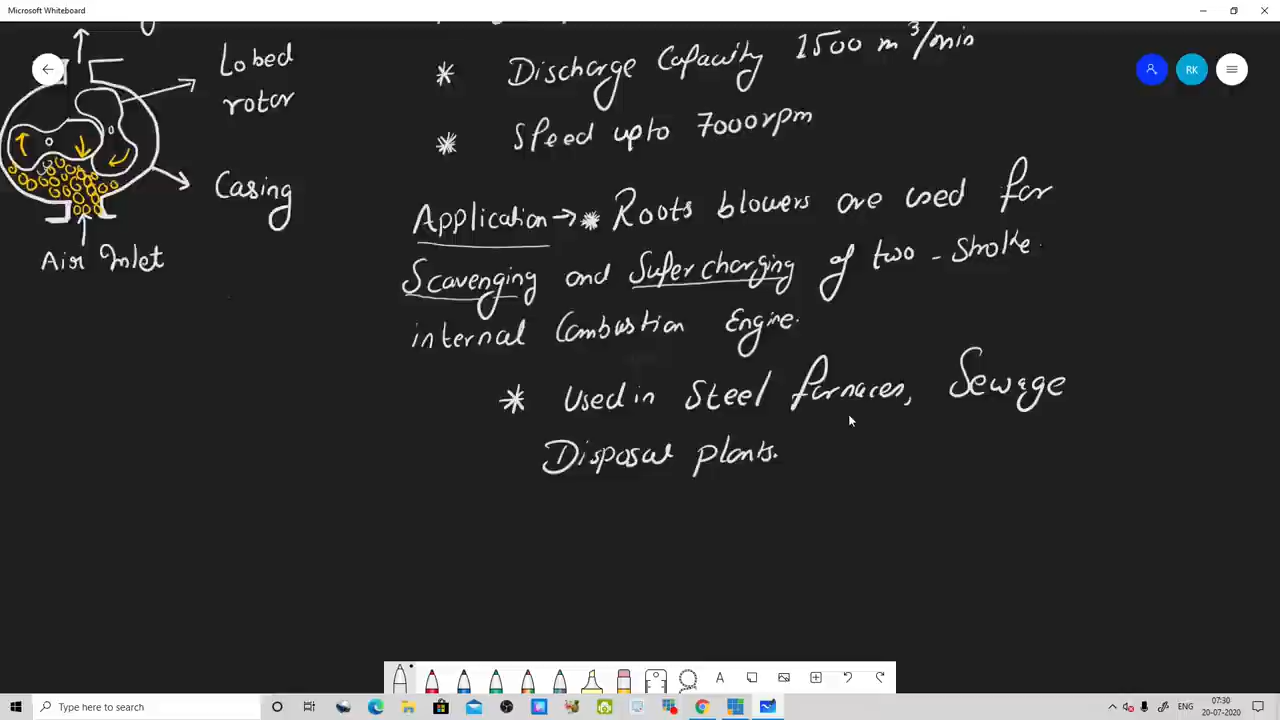 Microsoft Whiteboard
Lobed
rotor
Casing
Air Inlet
* Discharge Capacity 1500 m³/min
* Speed upto 7000rpm
Application → * Roots blowers are used for
Scavenging and Supercharging of two - stroke
internal Combustion Engine.
* Used in Steel furnaces, Sewage
Disposal plants.
RK
A
Type here to search
ENG
07:30
20-07-2020